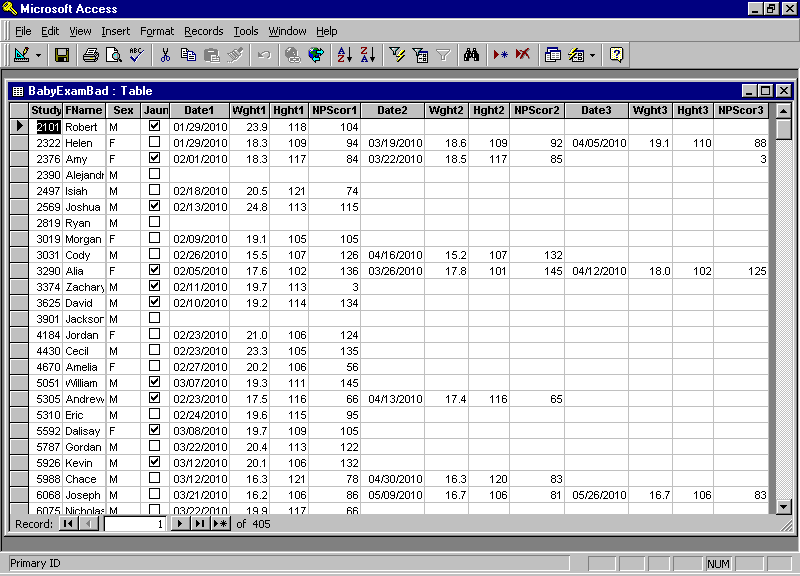 Microsoft Access
File Edit View Insert Format Records Tools Window Help
BabyExamBad : Table
Study FName Sex Jaun Date1 Wght1 Hght1 NPScor1 Date2 Wght2 Hght2 NPScor2 Date3 Wght3 Hght3 NPScor3
2101 Robert M 01/29/2010 23.9 118 104
2322 Helen F 01/29/2010 18.3 109 94 03/19/2010 18.6 109 92 04/05/2010 19.1 110 88
2376 Amy F 02/01/2010 18.3 117 84 03/22/2010 18.5 117 85 3
2390 Alejandr M
2497 Isiah M 02/18/2010 20.5 121 74
2569 Joshua M 02/13/2010 24.8 113 115
2819 Ryan M
3019 Morgan F 02/09/2010 19.1 105 105
3031 Cody M 02/26/2010 15.5 107 126 04/16/2010 15.2 107 132
3290 Alia F 02/05/2010 17.6 102 136 03/26/2010 17.8 101 145 04/12/2010 18.0 102 125
3374 Zachary M 02/11/2010 19.7 113 3
3625 David M 02/10/2010 19.2 114 134
3901 Jackson M
4184 Jordan F 02/23/2010 21.0 106 124
4430 Cecil M 02/23/2010 23.3 105 135
4670 Amelia F 02/27/2010 20.2 106 56
5051 William M 03/07/2010 19.3 111 145
5305 Andrew M 02/23/2010 17.5 116 66 04/13/2010 17.4 116 65
5310 Eric M 02/24/2010 19.6 115 95
5592 Dalisay F 03/08/2010 19.7 109 105
5787 Gordan M 03/22/2010 20.4 113 122
5926 Kevin M 03/12/2010 20.1 106 132
5988 Chace M 03/12/2010 16.3 121 78 04/30/2010 16.3 120 83
6068 Joseph M 03/21/2010 16.2 106 86 05/09/2010 16.7 106 81 05/26/2010 16.7 106 83
6075 Nicholas M 03/22/2010 19.9 117 66
Record: 1 of 405
Primary ID NUM